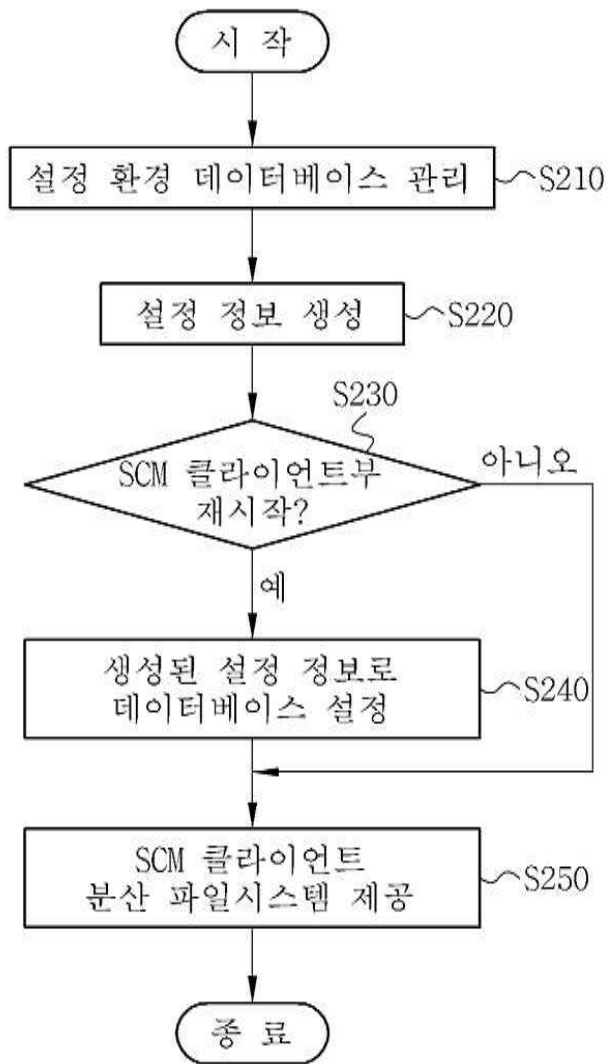 시 작
설정 환경 데이터베이스 관리
S210
설정 정보 생성
S220
S230
SCM 클라이언트부
재시작?
아니오
예
생성된 설정 정보로
데이터베이스 설정
S240
SCM 클라이언트
분산 파일시스템 제공
S250
종 료